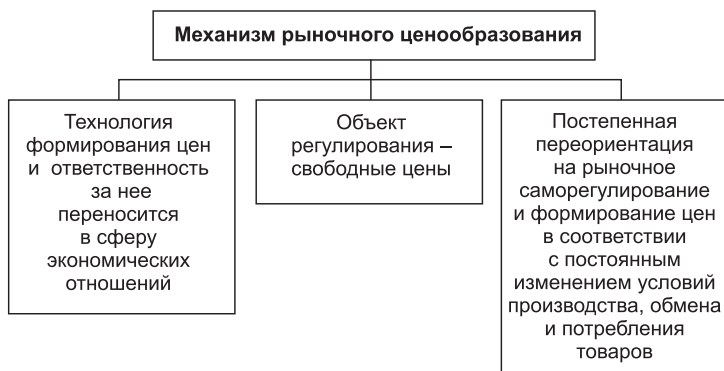 Механизм рыночного ценообразования
Технология
формирования цен
и ответственность
за нее
переносится
в сферу
экономических
отношений
Объект
регулирования –
свободные цены
Постепенная
переориентация
на рыночное
саморегулирование
и формирование цен
в соответствии
с постоянным
изменением условий
производства, обмена
и потребления
товаров